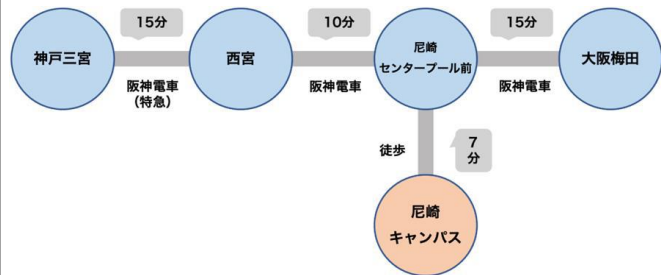 15分
10分
15分
神戸三宮
西宮
尼崎
センタープール前
大阪梅田
阪神電車
(特急)
阪神電車
阪神電車
徒歩
7
分
尼崎
キャンパス